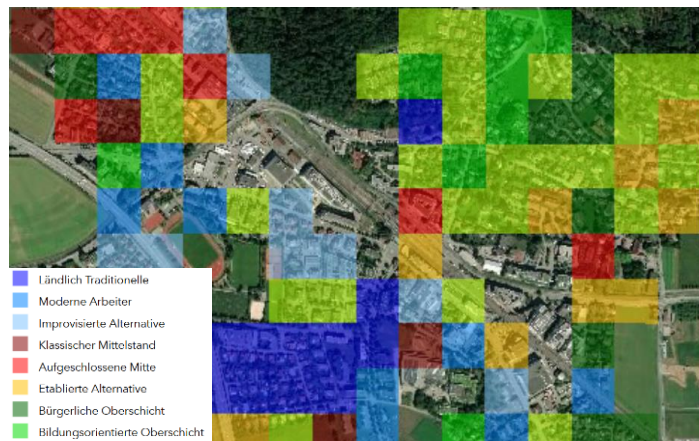 Ländlich Traditionelle
Moderne Arbeiter
Improvisierte Alternative
Klassischer Mittelstand
Aufgeschlossene Mitte
Etablierte Alternative
Bürgerliche Oberschicht
Bildungsorientierte Oberschicht